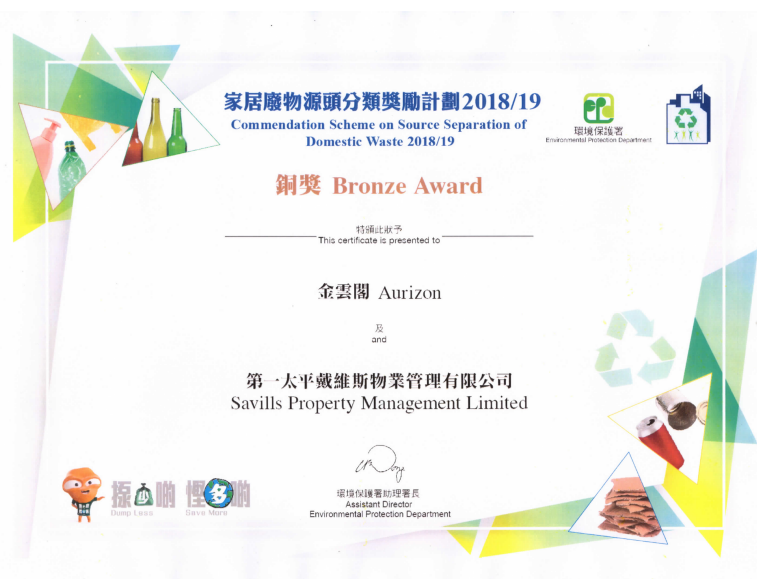 家居廢物源頭分類獎勵計劃2018/19
Commendation Scheme on Source Separation of
Domestic Waste 2018/19
環境保護署
Environmental Protection Department
銅獎 Bronze Award
特頒此狀予
This certificate is presented to
金雲閣 Aurizon
及
and
第一太平戴維斯物業管理有限公司
Savills Property Management Limited
環境保護署助理署長
Assistant Director
Environmental Protection Department
揼少啲 慳多啲
Dump Less Save More